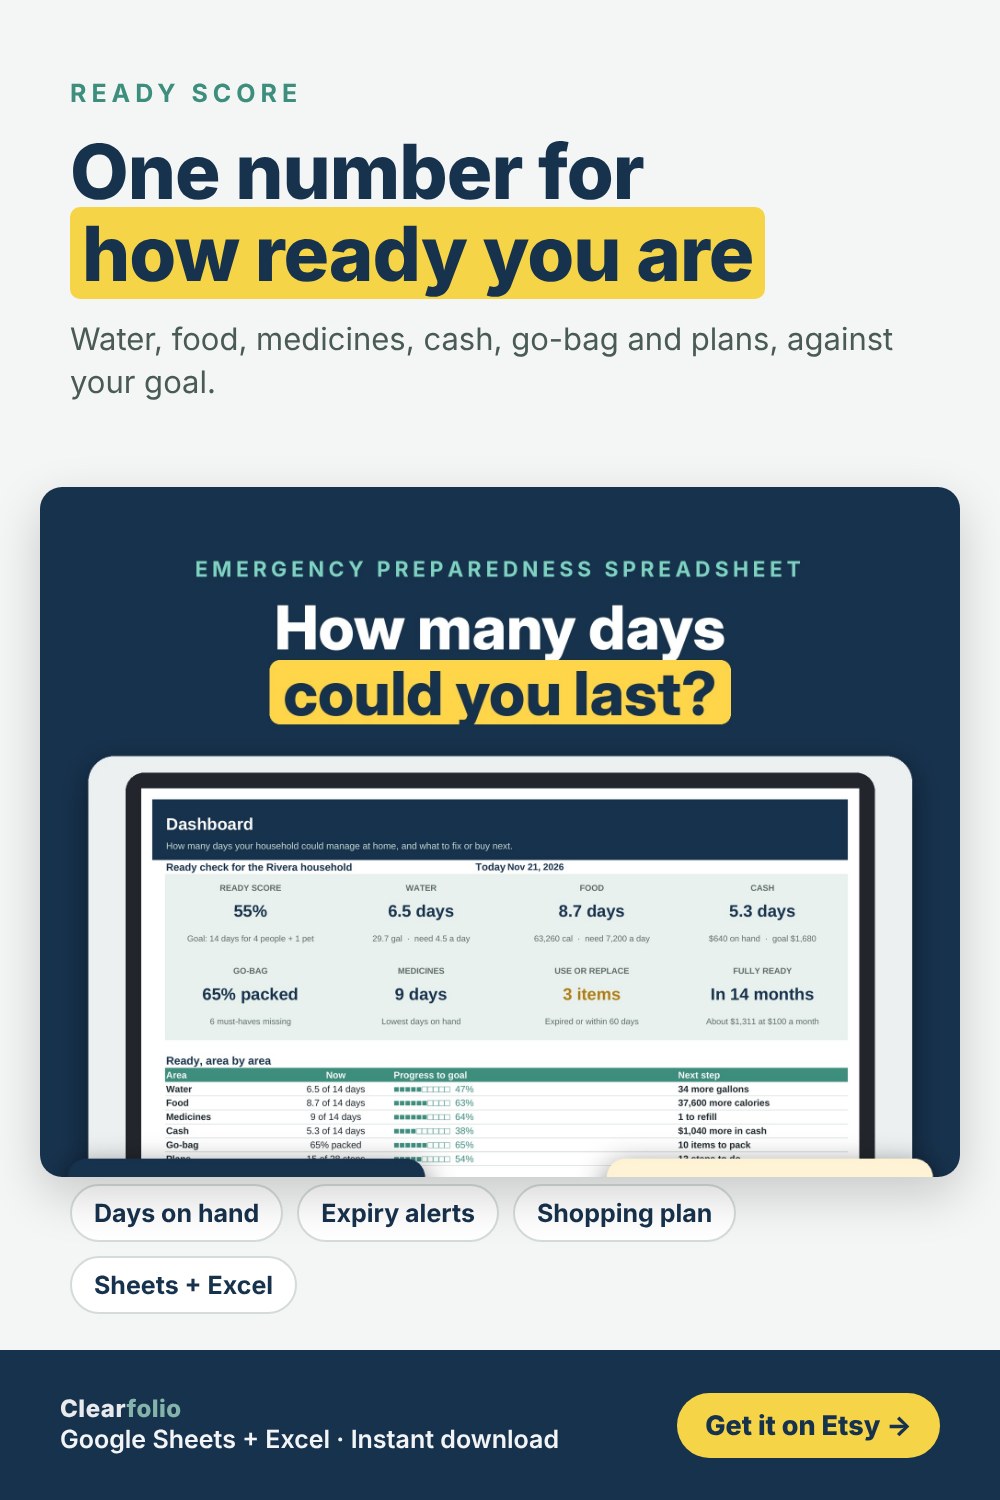 READY SCORE
One number for
how ready you are
Water, food, medicines, cash, go-bag and plans, against
your goal.
EMERGENCY PREPAREDNESS SPREADSHEET
How many days
could you last?
Dashboard
How many days your household could manage at home, and what to fix or buy next.
Ready check for the Rivera household Today Nov 21, 2026
READY SCORE WATER FOOD CASH
55% 6.5 days 8.7 days 5.3 days
Goal: 14 days for 4 people + 1 pet 29.7 gal · need 4.5 a day 63,260 cal · need 7,200 a day $640 on hand · goal $1,680
GO-BAG MEDICINES USE OR REPLACE FULLY READY
65% packed 9 days 3 items In 14 months
6 must-haves missing Lowest days on hand Expired or within 60 days About $1,311 at $100 a month
Ready, area by area
Area Now Progress to goal Next step
Water 6.5 of 14 days 47% 34 more gallons
Food 8.7 of 14 days 63% 37,600 more calories
Medicines 9 of 14 days 64% 1 to refill
Cash 5.3 of 14 days 38% $1,040 more in cash
Go-bag 65% packed 65% 10 items to pack
Plans 15 of 28 steps 54% 13 steps to do
Days on hand Expiry alerts Shopping plan
Sheets + Excel
Clearfolio
Google Sheets + Excel · Instant download
Get it on Etsy →